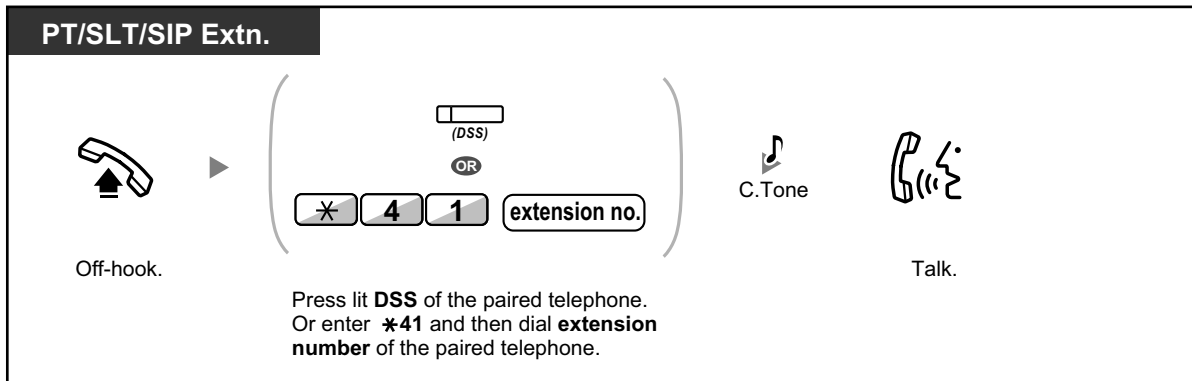 PT/SLT/SIP Extn.
(DSS)
OR
* 4 1 extension no.
C.Tone
Off-hook.
Talk.
Press lit DSS of the paired telephone.
Or enter *41 and then dial extension
number of the paired telephone.